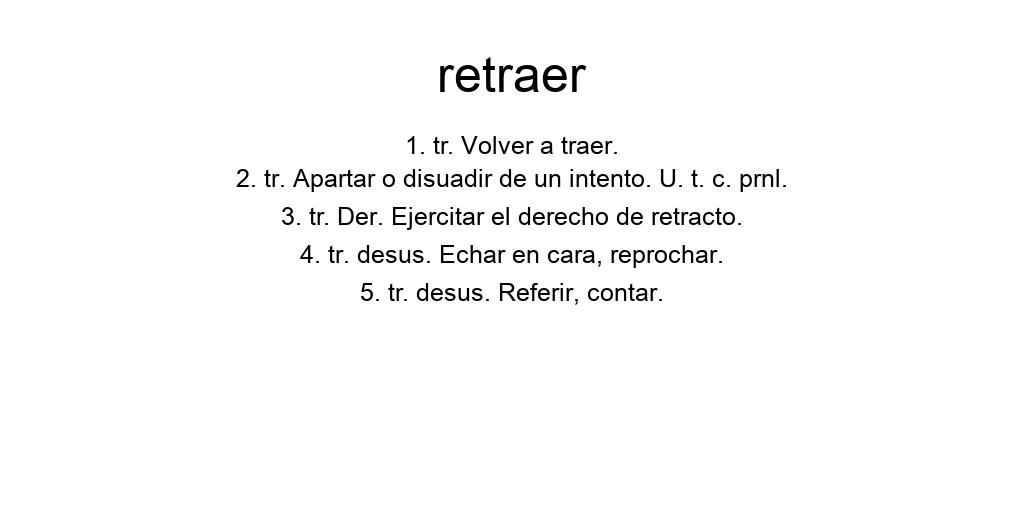 retraer
1. tr. Volver a traer.
2. tr. Apartar o disuadir de un intento. U. t. c. prnl.
3. tr. Der. Ejercitar el derecho de retracto.
4. tr. desus. Echar en cara, reprochar.
5. tr. desus. Referir, contar.